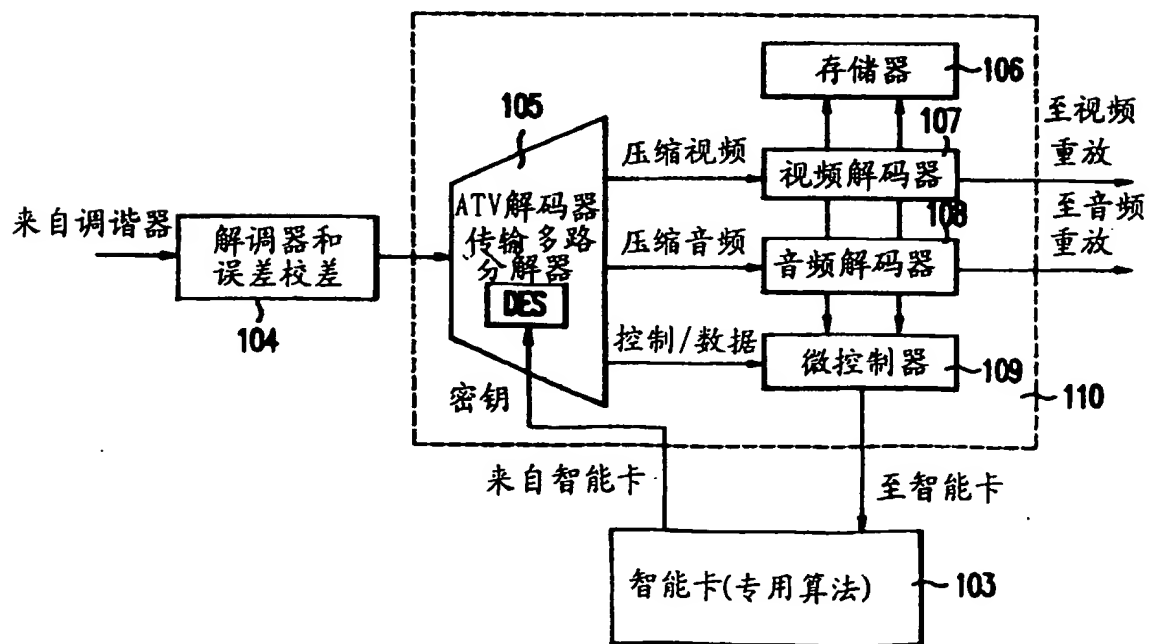 存储器
106
105
107
至视频
重放
压缩视频
视频解码器
来自调谐器
解调器和
误差校差
104
ATV解码器
传输多路
分解器
DES
108
至音频
重放
压缩音频
音频解码器
控制/数据
微控制器
109
110
密钥
来自智能卡
至智能卡
智能卡(专用算法)
103